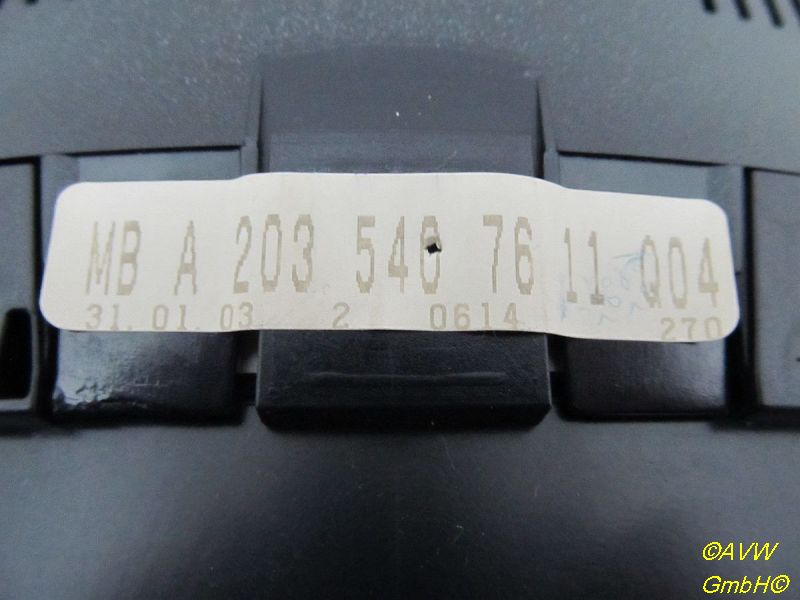 MB A 203 540 76 11 Q04
31. 01. 03 2 0614 270
©AVW
GmbH©